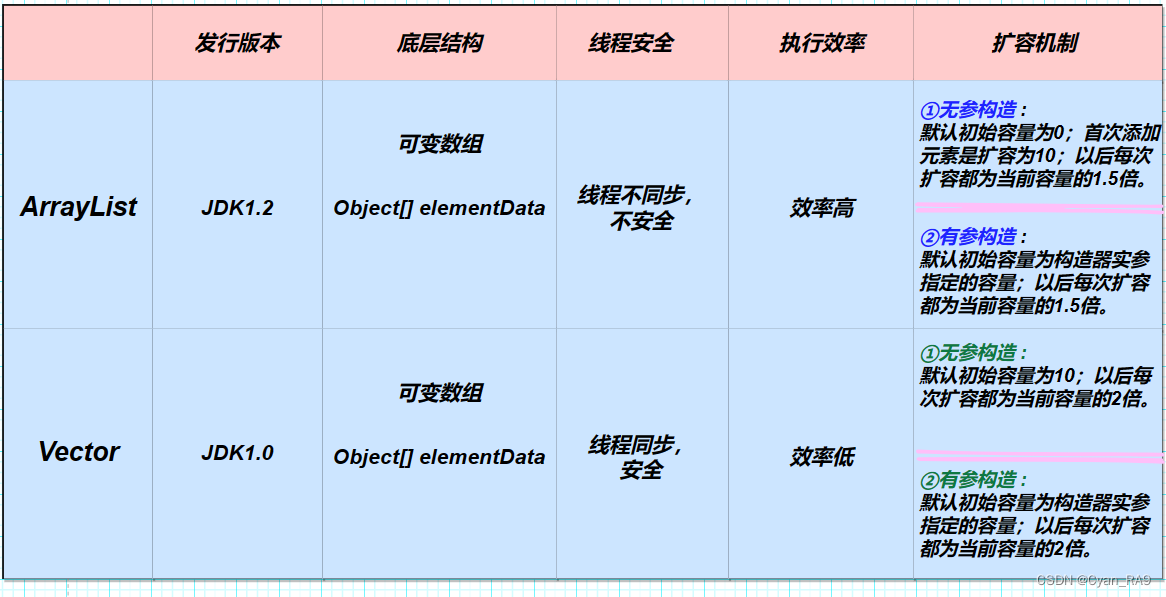 发行版本
底层结构
线程安全
执行效率
扩容机制
ArrayList
JDK1.2
可变数组
Object[] elementData
线程不同步，
不安全
效率高
①无参构造：
默认初始容量为0；首次添加
元素是扩容为10；以后每次
扩容都为当前容量的1.5倍。
②有参构造：
默认初始容量为构造器实参
指定的容量；以后每次扩容
都为当前容量的1.5倍。
Vector
JDK1.0
可变数组
Object[] elementData
线程同步，
安全
效率低
①无参构造：
默认初始容量为10；以后每
次扩容都为当前容量的2倍。
②有参构造：
默认初始容量为构造器实参
指定的容量；以后每次扩容
都为当前容量的2倍。
CSDN @Cyan_RA9